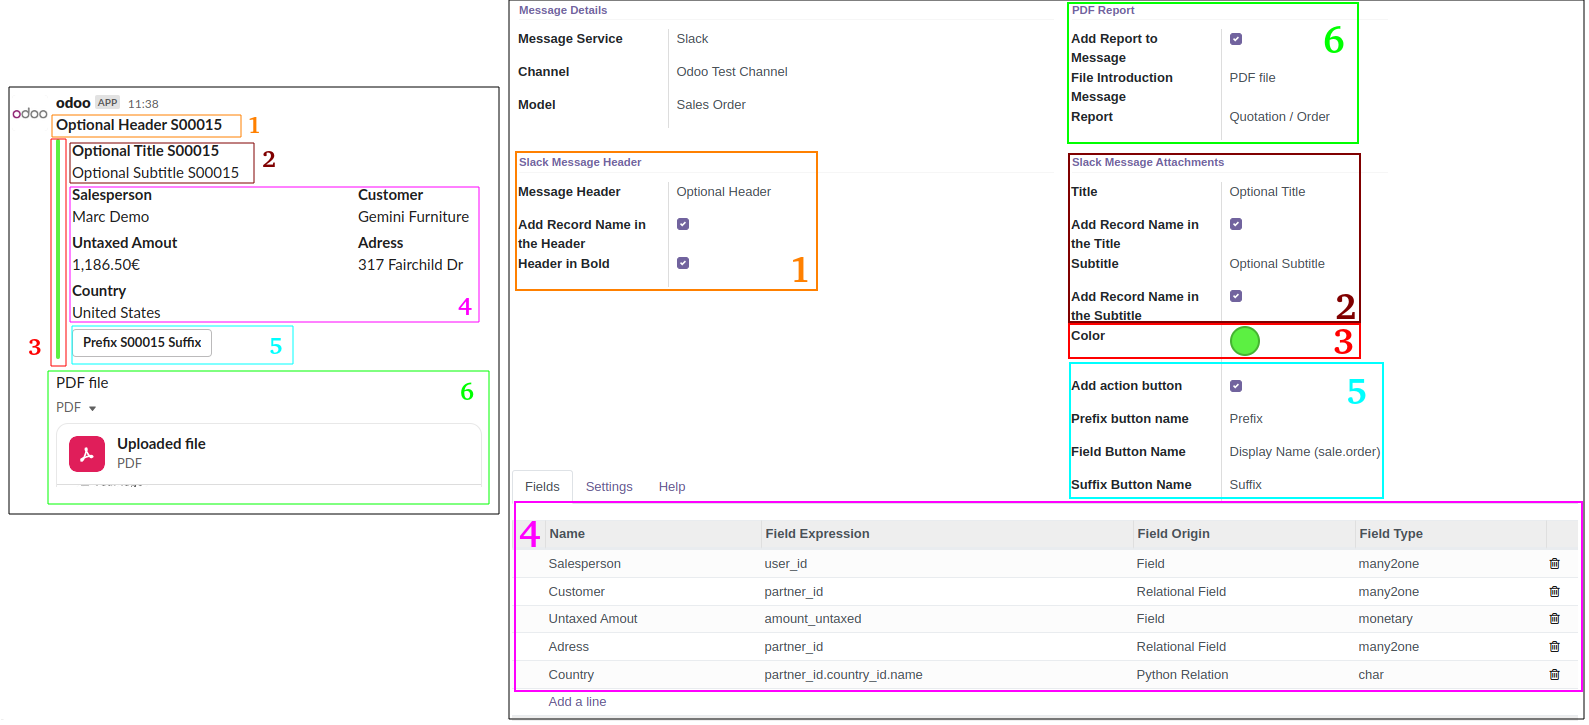 odoo APP 11:38
odoo
Optional Header S00015
1
Optional Title S00015
2
Optional Subtitle S00015
Salesperson Customer
Marc Demo Gemini Furniture
Untaxed Amout Adress
1,186.50€ 317 Fairchild Dr
Country
United States
4
3
Prefix S00015 Suffix
5
PDF file
6
PDF
Uploaded file
PDF
Message Details
Message Service Slack
Channel Odoo Test Channel
Model Sales Order
PDF Report
6
Add Report to
Message
File Introduction PDF file
Message
Report Quotation / Order
Slack Message Header
Message Header Optional Header
Add Record Name in
the Header
Header in Bold
1
Slack Message Attachments
Title Optional Title
Add Record Name in
the Title
Subtitle Optional Subtitle
Add Record Name in
the Subtitle
2
Color
3
Add action button
5
Prefix button name Prefix
Field Button Name Display Name (sale.order)
Suffix Button Name Suffix
Fields Settings Help
4
Name Field Expression Field Origin Field Type
Salesperson user_id Field many2one
Customer partner_id Relational Field many2one
Untaxed Amout amount_untaxed Field monetary
Adress partner_id Relational Field many2one
Country partner_id.country_id.name Python Relation char
Add a line